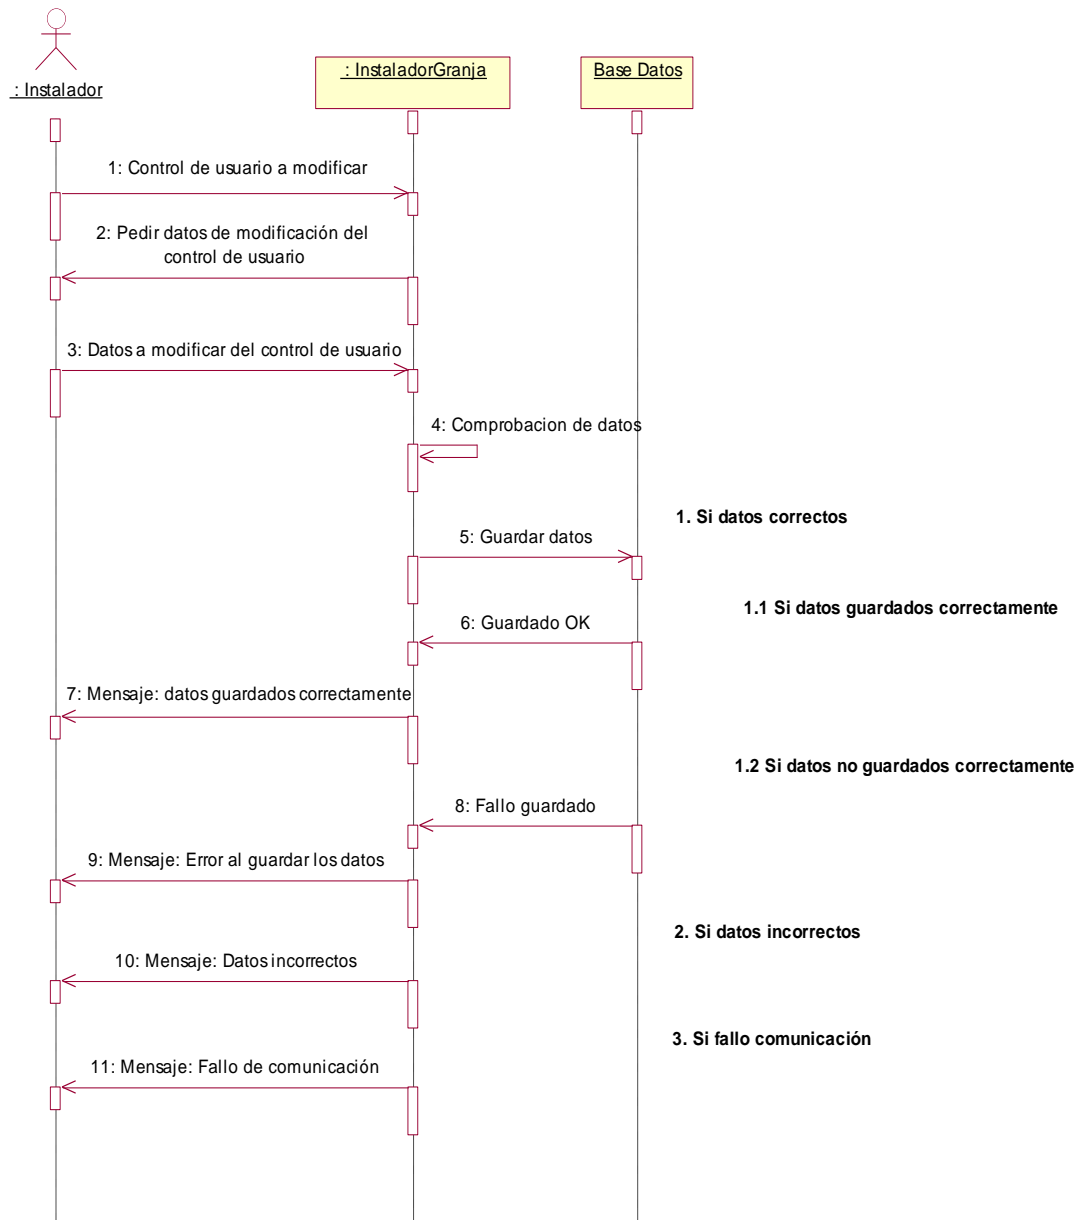 : Instalador
: InstaladorGranja
Base Datos
1: Control de usuario a modificar
2: Pedir datos de modificación del
control de usuario
3: Datos a modificar del control de usuario
4: Comprobacion de datos
1. Si datos correctos
5: Guardar datos
1.1 Si datos guardados correctamente
6: Guardado OK
7: Mensaje: datos guardados correctamente
1.2 Si datos no guardados correctamente
8: Fallo guardado
9: Mensaje: Error al guardar los datos
2. Si datos incorrectos
10: Mensaje: Datos incorrectos
3. Si fallo comunicación
11: Mensaje: Fallo de comunicación